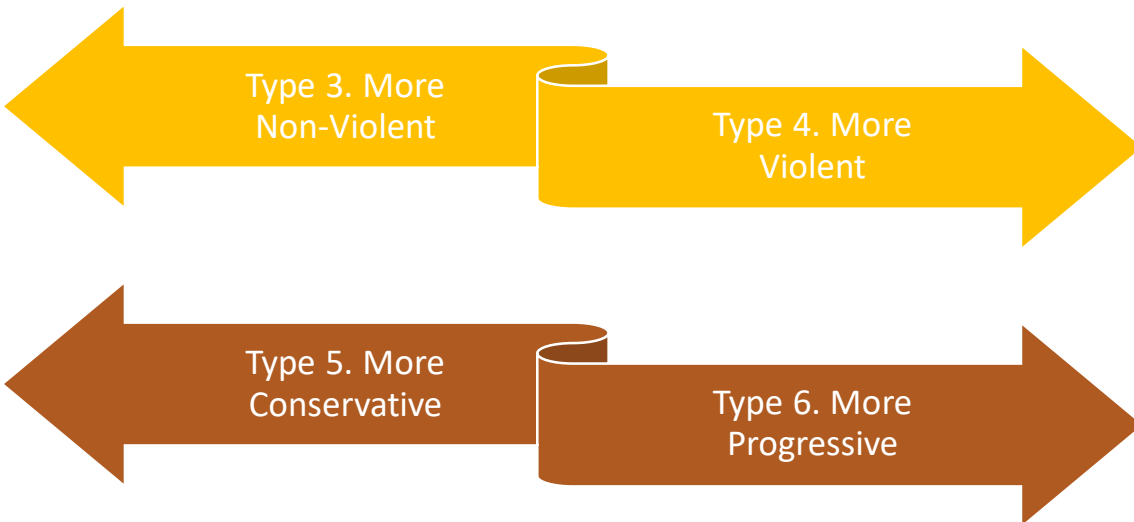 Type 3. More
Non-Violent
Type 4. More
Violent
Type 5. More
Conservative
Type 6. More
Progressive